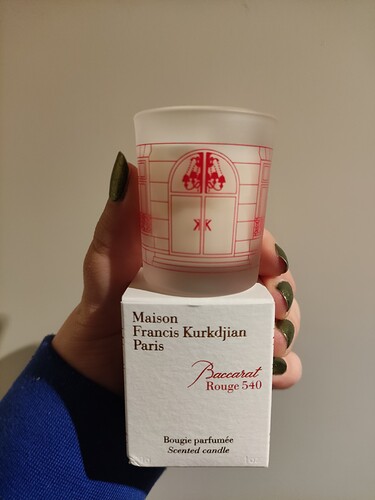 Maison
Francis Kurkdjian
Paris
Baccarat
Rouge 540
Bougie parfumée
Scented candle